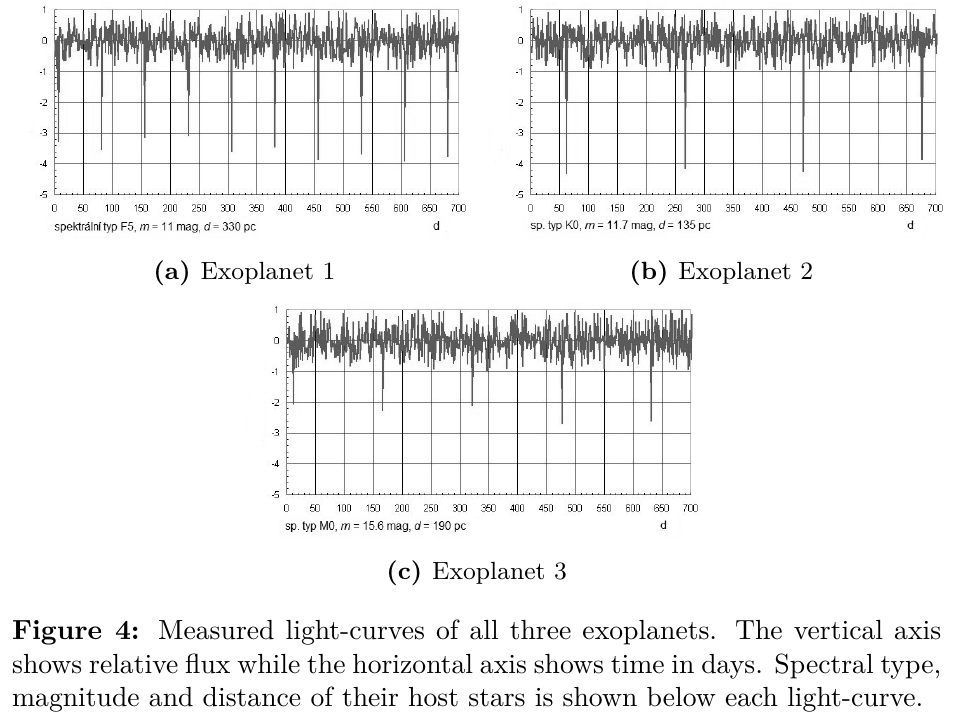 1
0
-1
-2
-3
-4
-5
0 50 100 150 200 250 300 350 400 450 500 550 600 650 700
spektrální typ F5, m = 11 mag, d = 330 pc d
(a) Exoplanet 1
1
0
-1
-2
-3
-4
-5
0 50 100 150 200 250 300 350 400 450 500 550 600 650 700
sp. typ K0, m = 11.7 mag, d = 135 pc d
(b) Exoplanet 2
1
0
-1
-2
-3
-4
-5
0 50 100 150 200 250 300 350 400 450 500 550 600 650 700
sp. typ M0, m = 15.6 mag, d = 190 pc d
(c) Exoplanet 3
Figure 4: Measured light-curves of all three exoplanets. The vertical axis
shows relative flux while the horizontal axis shows time in days. Spectral type,
magnitude and distance of their host stars is shown below each light-curve.